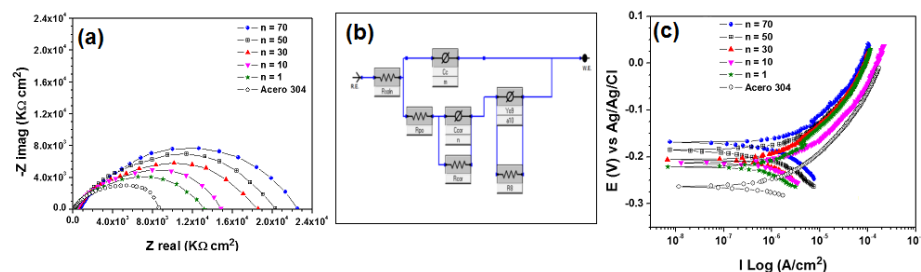 (a)
n = 70
n = 50
n = 30
n = 10
n = 1
Acero 304
2.4x10⁴
2.0x10⁴
1.6x10⁴
1.2x10⁴
8.0x10³
4.0x10³
0.0
-Z imag (KΩ cm²)
0.0 4.0x10³ 8.0x10³ 1.2x10⁴ 1.6x10⁴ 2.0x10⁴ 2.4x10⁴
Z real (KΩ cm²)
(b)
R.E.
Rsoln
Cc
m
W.E.
Rpo
Ccor
n
Rcor
Yo9
a10
R8
(c)
n = 70
n = 50
n = 30
n = 10
n = 1
Acero 304
0.0
-0.1
-0.2
-0.3
E (V) vs Ag/Ag/Cl
10⁻⁸ 10⁻⁷ 10⁻⁶ 10⁻⁵ 10⁻⁴ 10⁻³
I Log (A/cm²)